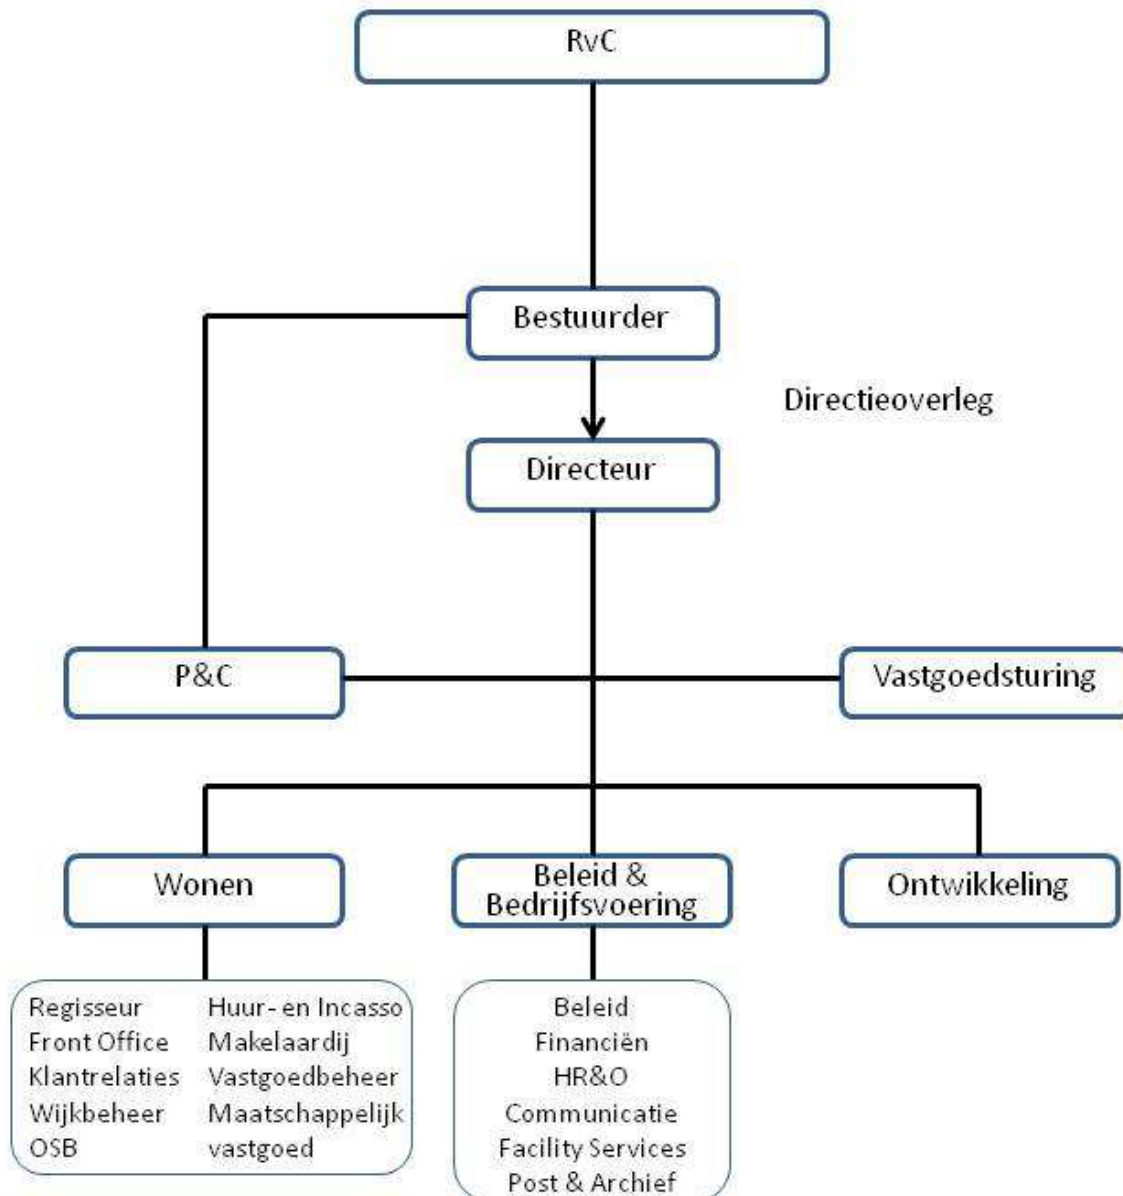 RvC
Bestuurder
Directieoverleg
Directeur
P&C
Vastgoedsturing
Wonen
Beleid &
Bedrijfsvoering
Ontwikkeling
Regisseur
Front Office
Klantrelaties
Wijkbeheer
OSB
Huur- en Incasso
Makelaardij
Vastgoedbeheer
Maatschappelijk
vastgoed
Beleid
Financiën
HR&O
Communicatie
Facility Services
Post & Archief